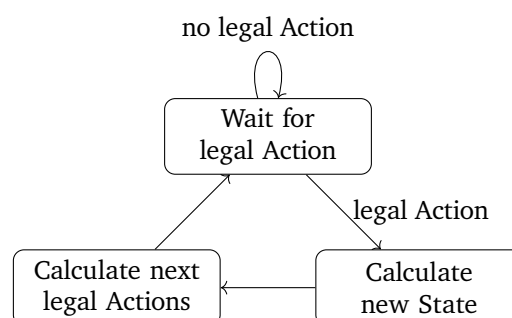 no legal Action
Wait for
legal Action
legal Action
Calculate next
legal Actions
Calculate
new State